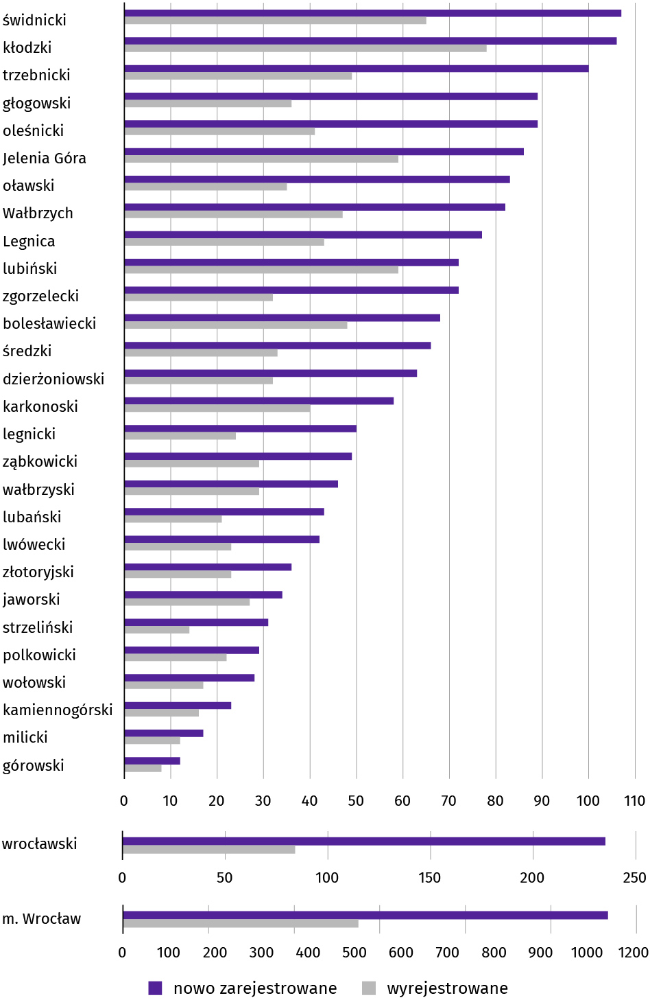 świdnicki
kłodzki
trzebnicki
głogowski
oleśnicki
Jelenia Góra
oławski
Wałbrzych
Legnica
lubiński
zgorzelecki
bolesławiecki
średzki
dzierżoniowski
karkonoski
legnicki
ząbkowicki
wałbrzyski
lubański
lwówecki
złotoryjski
jaworski
strzeliński
polkowicki
wołowski
kamiennogórski
milicki
górowski
0 10 20 30 40 50 60 70 80 90 100 110
wrocławski
0 50 100 150 200 250
m. Wrocław
0 100 200 300 400 500 600 700 800 900 1000 1200
nowo zarejestrowane wyrejestrowane